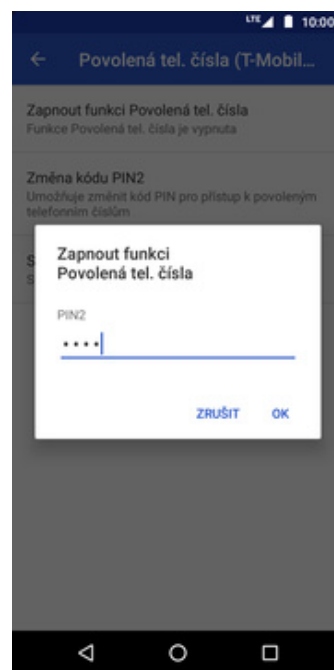 LTE 10:00
Povolená tel. čísla (T-Mobil...
Zapnout funkci Povolená tel. čísla
Funkce Povolená tel. čísla je vypnuta
Změna kódu PIN2
Umožňuje změnit kód PIN pro přístup k povoleným
telefonním číslům
S
S
Zapnout funkci
Povolená tel. čísla
PIN2
ZRUŠIT OK